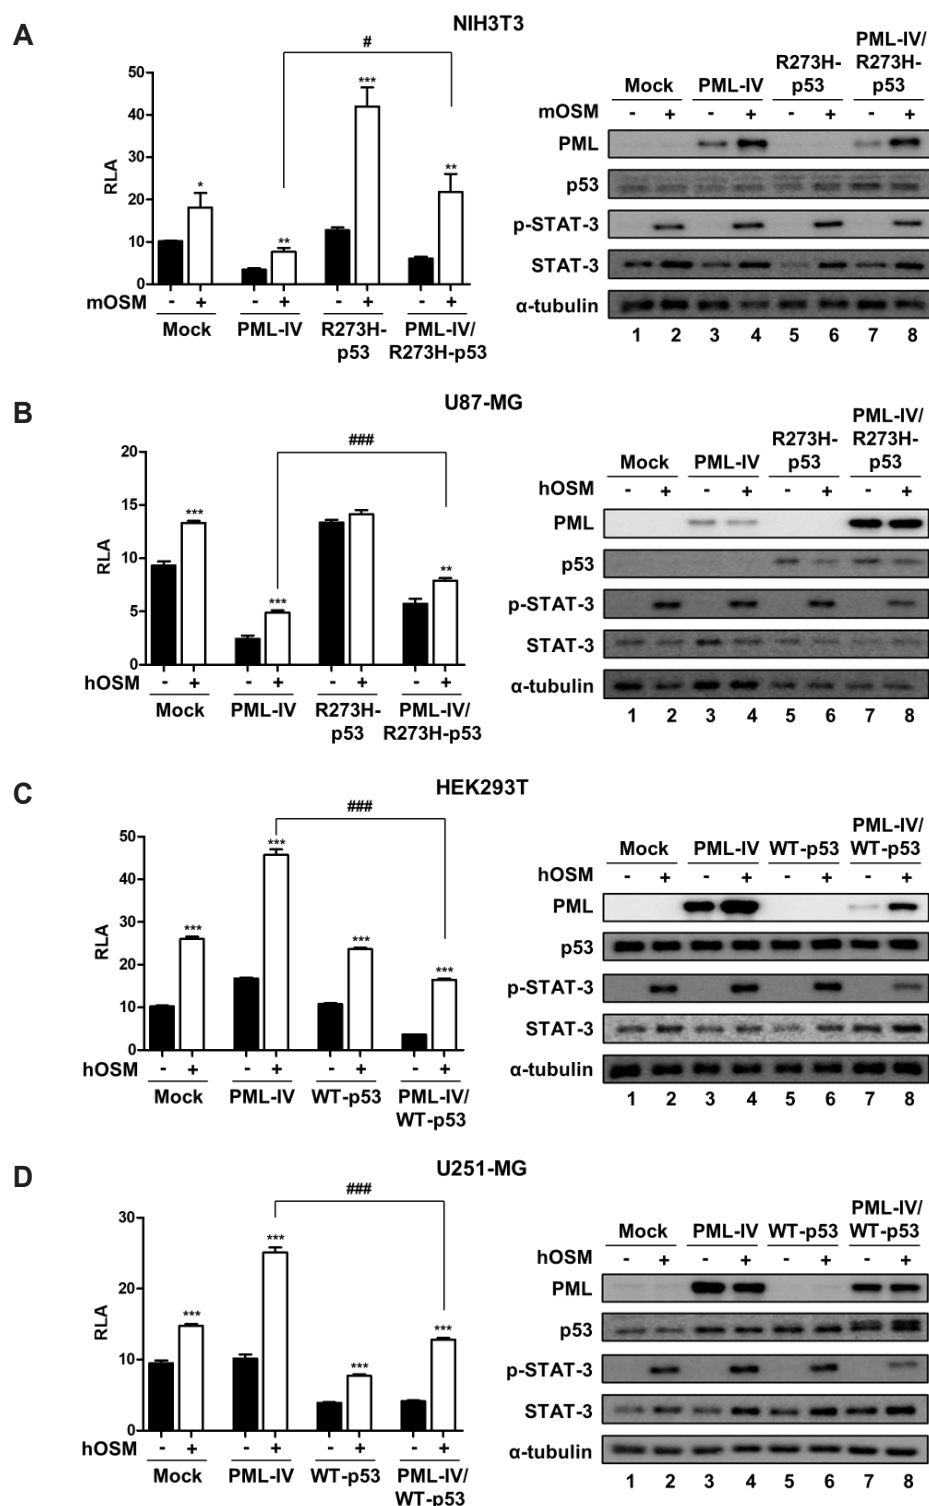 A
NIH3T3
#
RLA
50
40
30
20
10
0
*
**
***
**
mOSM
- + - + - + - +
Mock PML-IV R273H-p53 PML-IV/R273H-p53
Mock PML-IV R273H-p53 PML-IV/R273H-p53
mOSM - + - + - + - +
PML
p53
p-STAT-3
STAT-3
α-tubulin
1 2 3 4 5 6 7 8
B
U87-MG
###
RLA
20
15
10
5
0
***
***
**
hOSM
- + - + - + - +
Mock PML-IV R273H-p53 PML-IV/R273H-p53
Mock PML-IV R273H-p53 PML-IV/R273H-p53
hOSM - + - + - + - +
PML
p53
p-STAT-3
STAT-3
α-tubulin
1 2 3 4 5 6 7 8
C
HEK293T
###
RLA
50
40
30
20
10
0
***
***
***
***
hOSM
- + - + - + - +
Mock PML-IV WT-p53 PML-IV/WT-p53
Mock PML-IV WT-p53 PML-IV/WT-p53
hOSM - + - + - + - +
PML
p53
p-STAT-3
STAT-3
α-tubulin
1 2 3 4 5 6 7 8
D
U251-MG
###
RLA
30
20
10
0
***
***
***
***
hOSM
- + - + - + - +
Mock PML-IV WT-p53 PML-IV/WT-p53
Mock PML-IV WT-p53 PML-IV/WT-p53
hOSM - + - + - + - +
PML
p53
p-STAT-3
STAT-3
α-tubulin
1 2 3 4 5 6 7 8